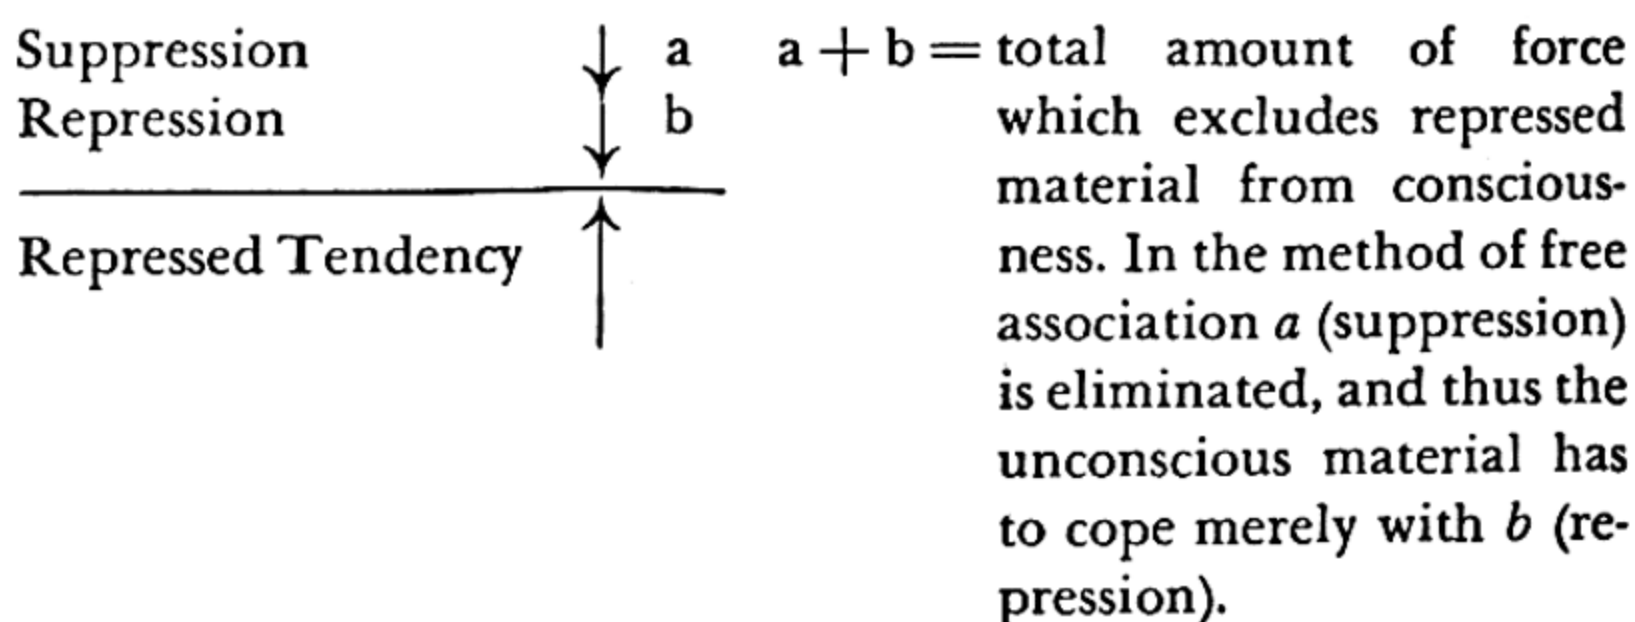 Suppression a a + b = total amount of force
Repression b which excludes repressed
material from conscious-
Repressed Tendency ness. In the method of free
association a (suppression)
is eliminated, and thus the
unconscious material has
to cope merely with b (re-
pression).